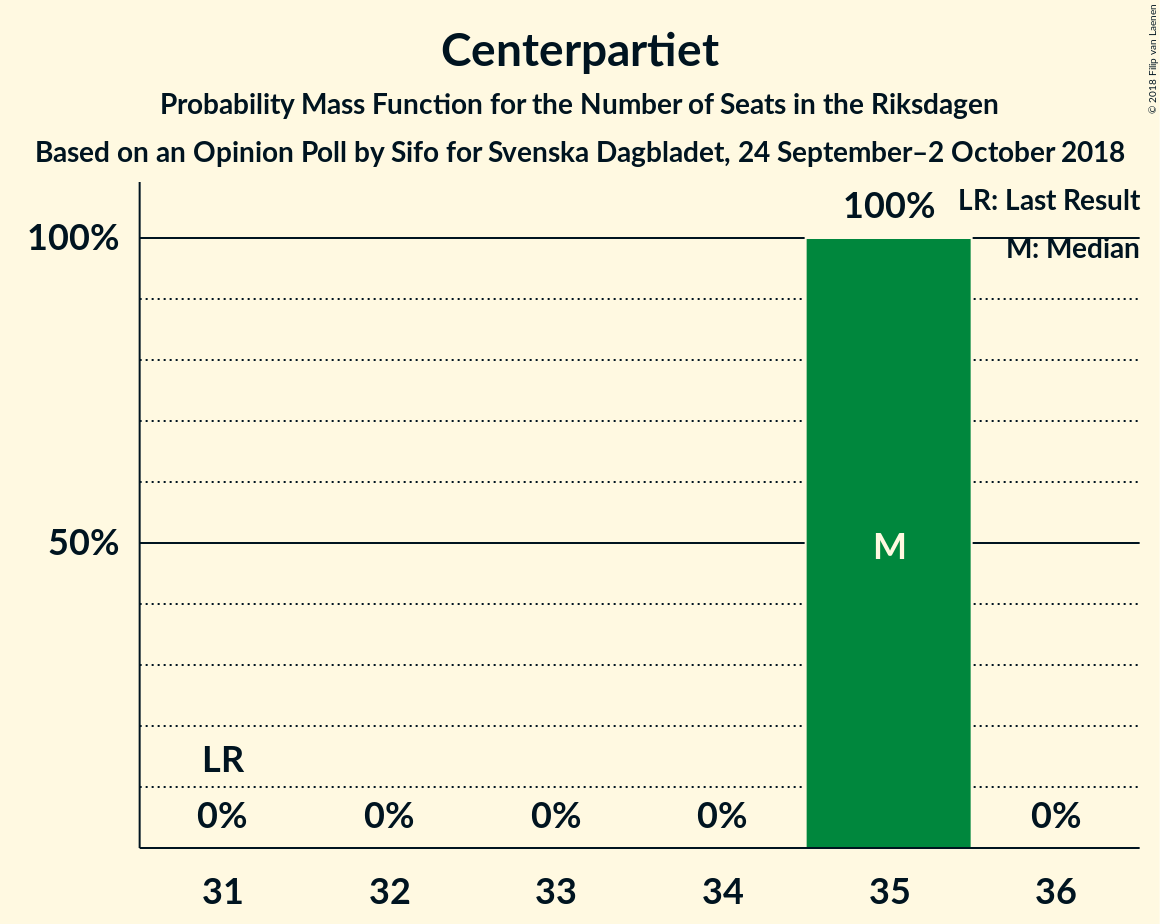 Centerpartiet
Probability Mass Function for the Number of Seats in the Riksdagen
Based on an Opinion Poll by Sifo for Svenska Dagbladet, 24 September–2 October 2018
© 2018 Filip van Laenen
LR: Last Result
M: Median
100%
100%
50%
M
LR
0% 0% 0% 0% 0%
31 32 33 34 35 36